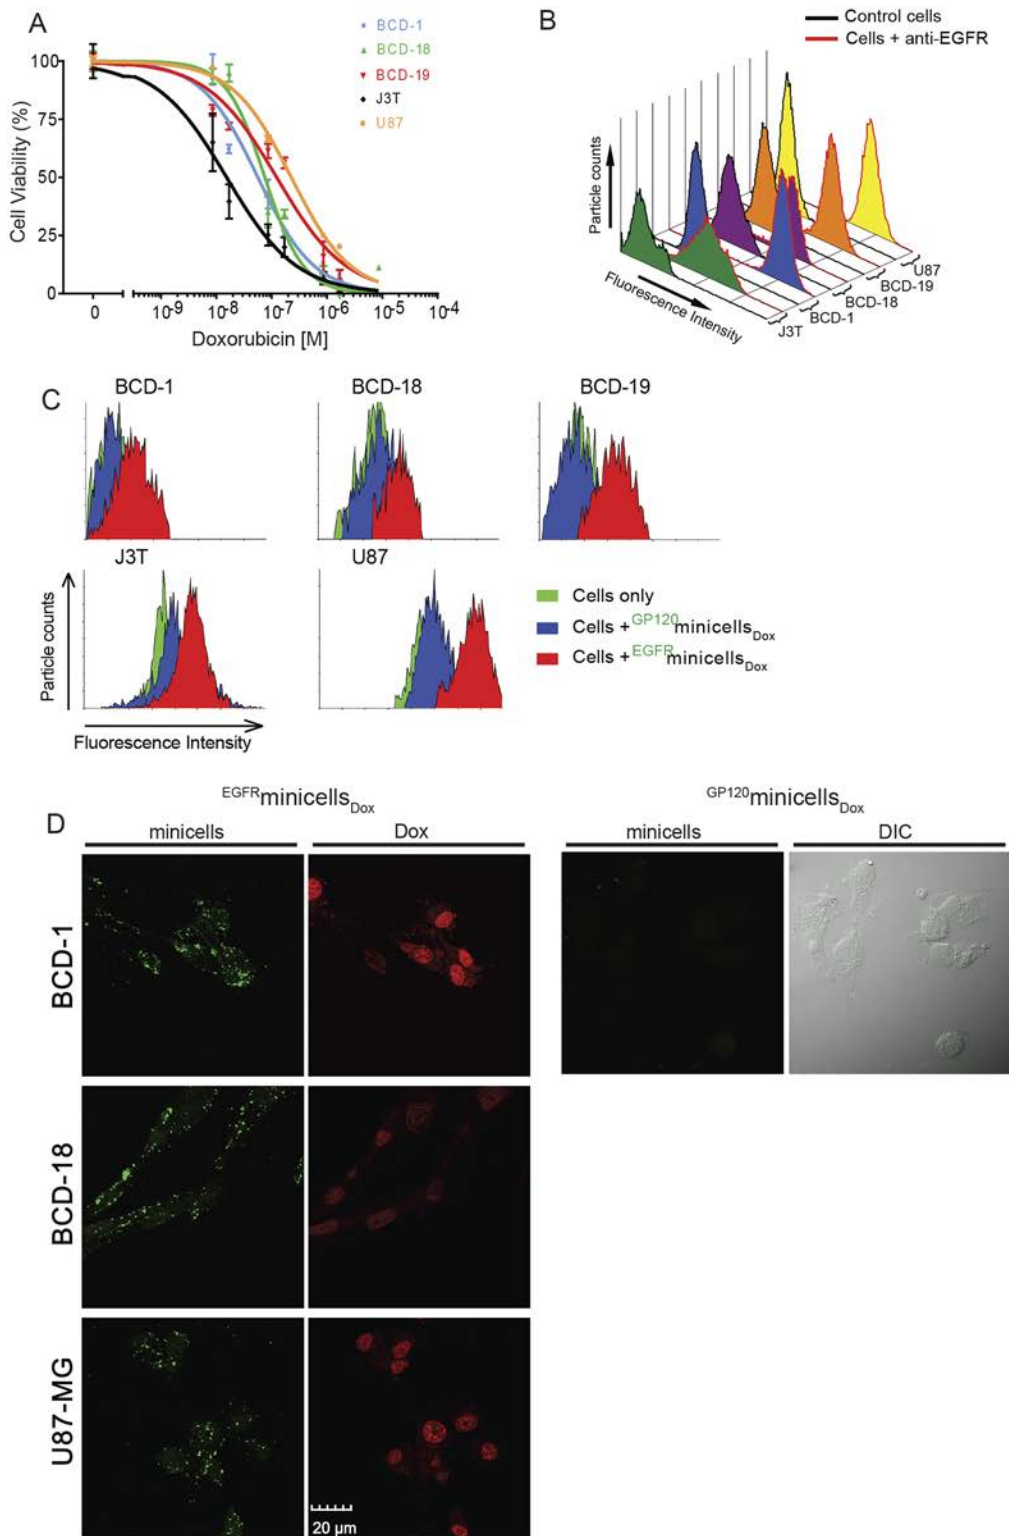 A
BCD-1
BCD-18
BCD-19
J3T
U87
Cell Viability (%)
100
75
50
25
0
0 10-9 10-8 10-7 10-6 10-5 10-4
Doxorubicin [M]
B
Control cells
Cells + anti-EGFR
Particle counts
Fluorescence Intensity
J3T
BCD-1
BCD-18
BCD-19
U87
C
BCD-1 BCD-18 BCD-19
J3T U87
Particle counts
Fluorescence Intensity
Cells only
Cells + GP120minicellsDox
Cells + EGFRminicellsDox
D
EGFRminicellsDox GP120minicellsDox
minicells Dox minicells DIC
BCD-1
BCD-18
U87-MG
20 µm